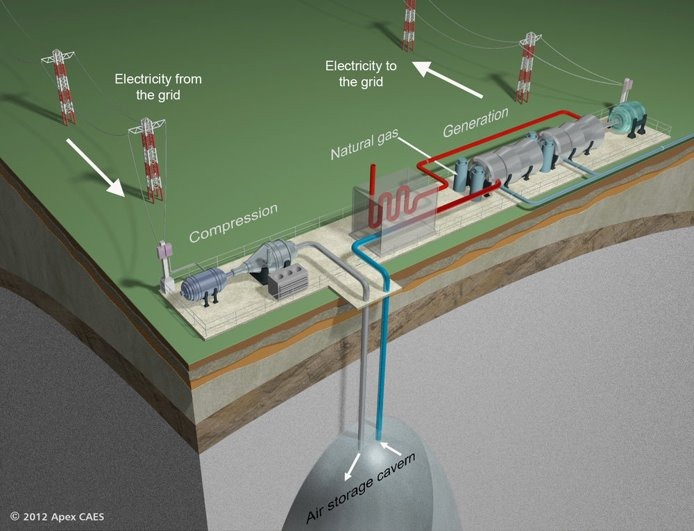 Electricity from
the grid
Electricity to
the grid
Natural gas
Generation
Compression
Air storage cavern
© 2012 Apex CAES